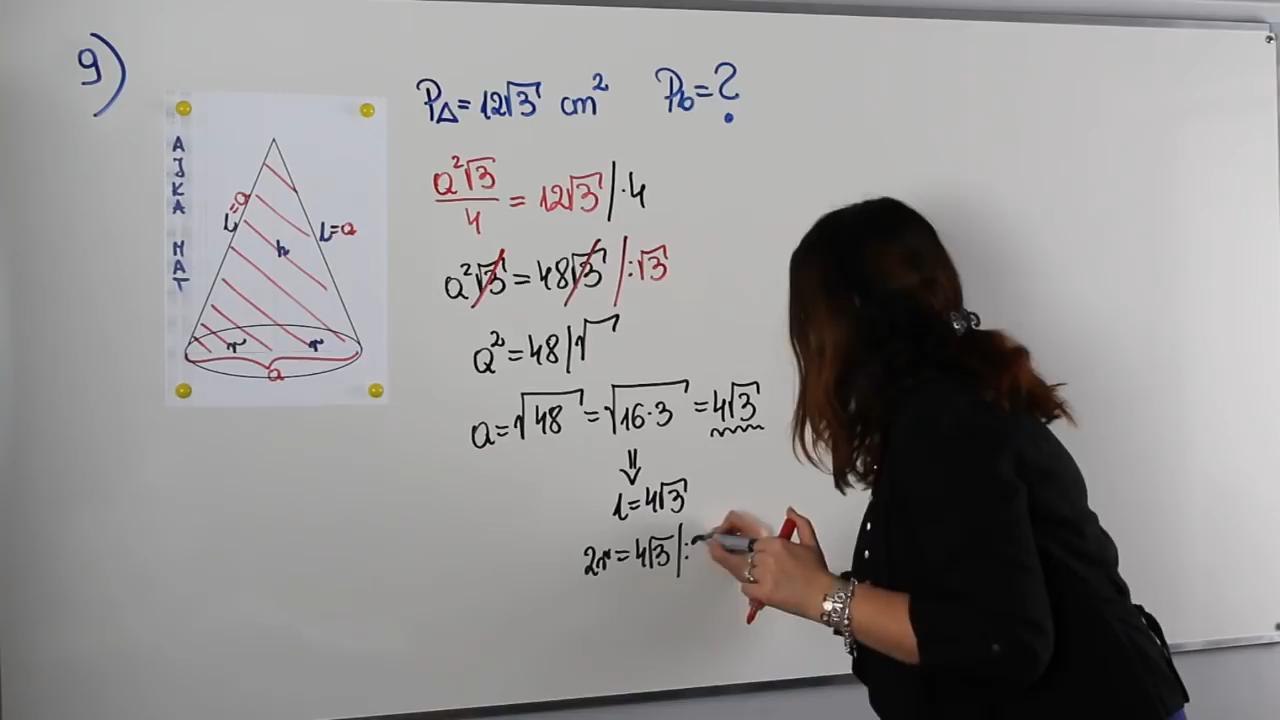 9)
P△=12√3 cm² Pb=?
AJKA MAT
l=a
l=a
h
r r
a
a²√3/4 = 12√3 /·4
a²√3 = 48√3 /:√3
a² = 48 /√
a = √48 = √16·3 = 4√3
⇓
l = 4√3
2r = 4√3 /: